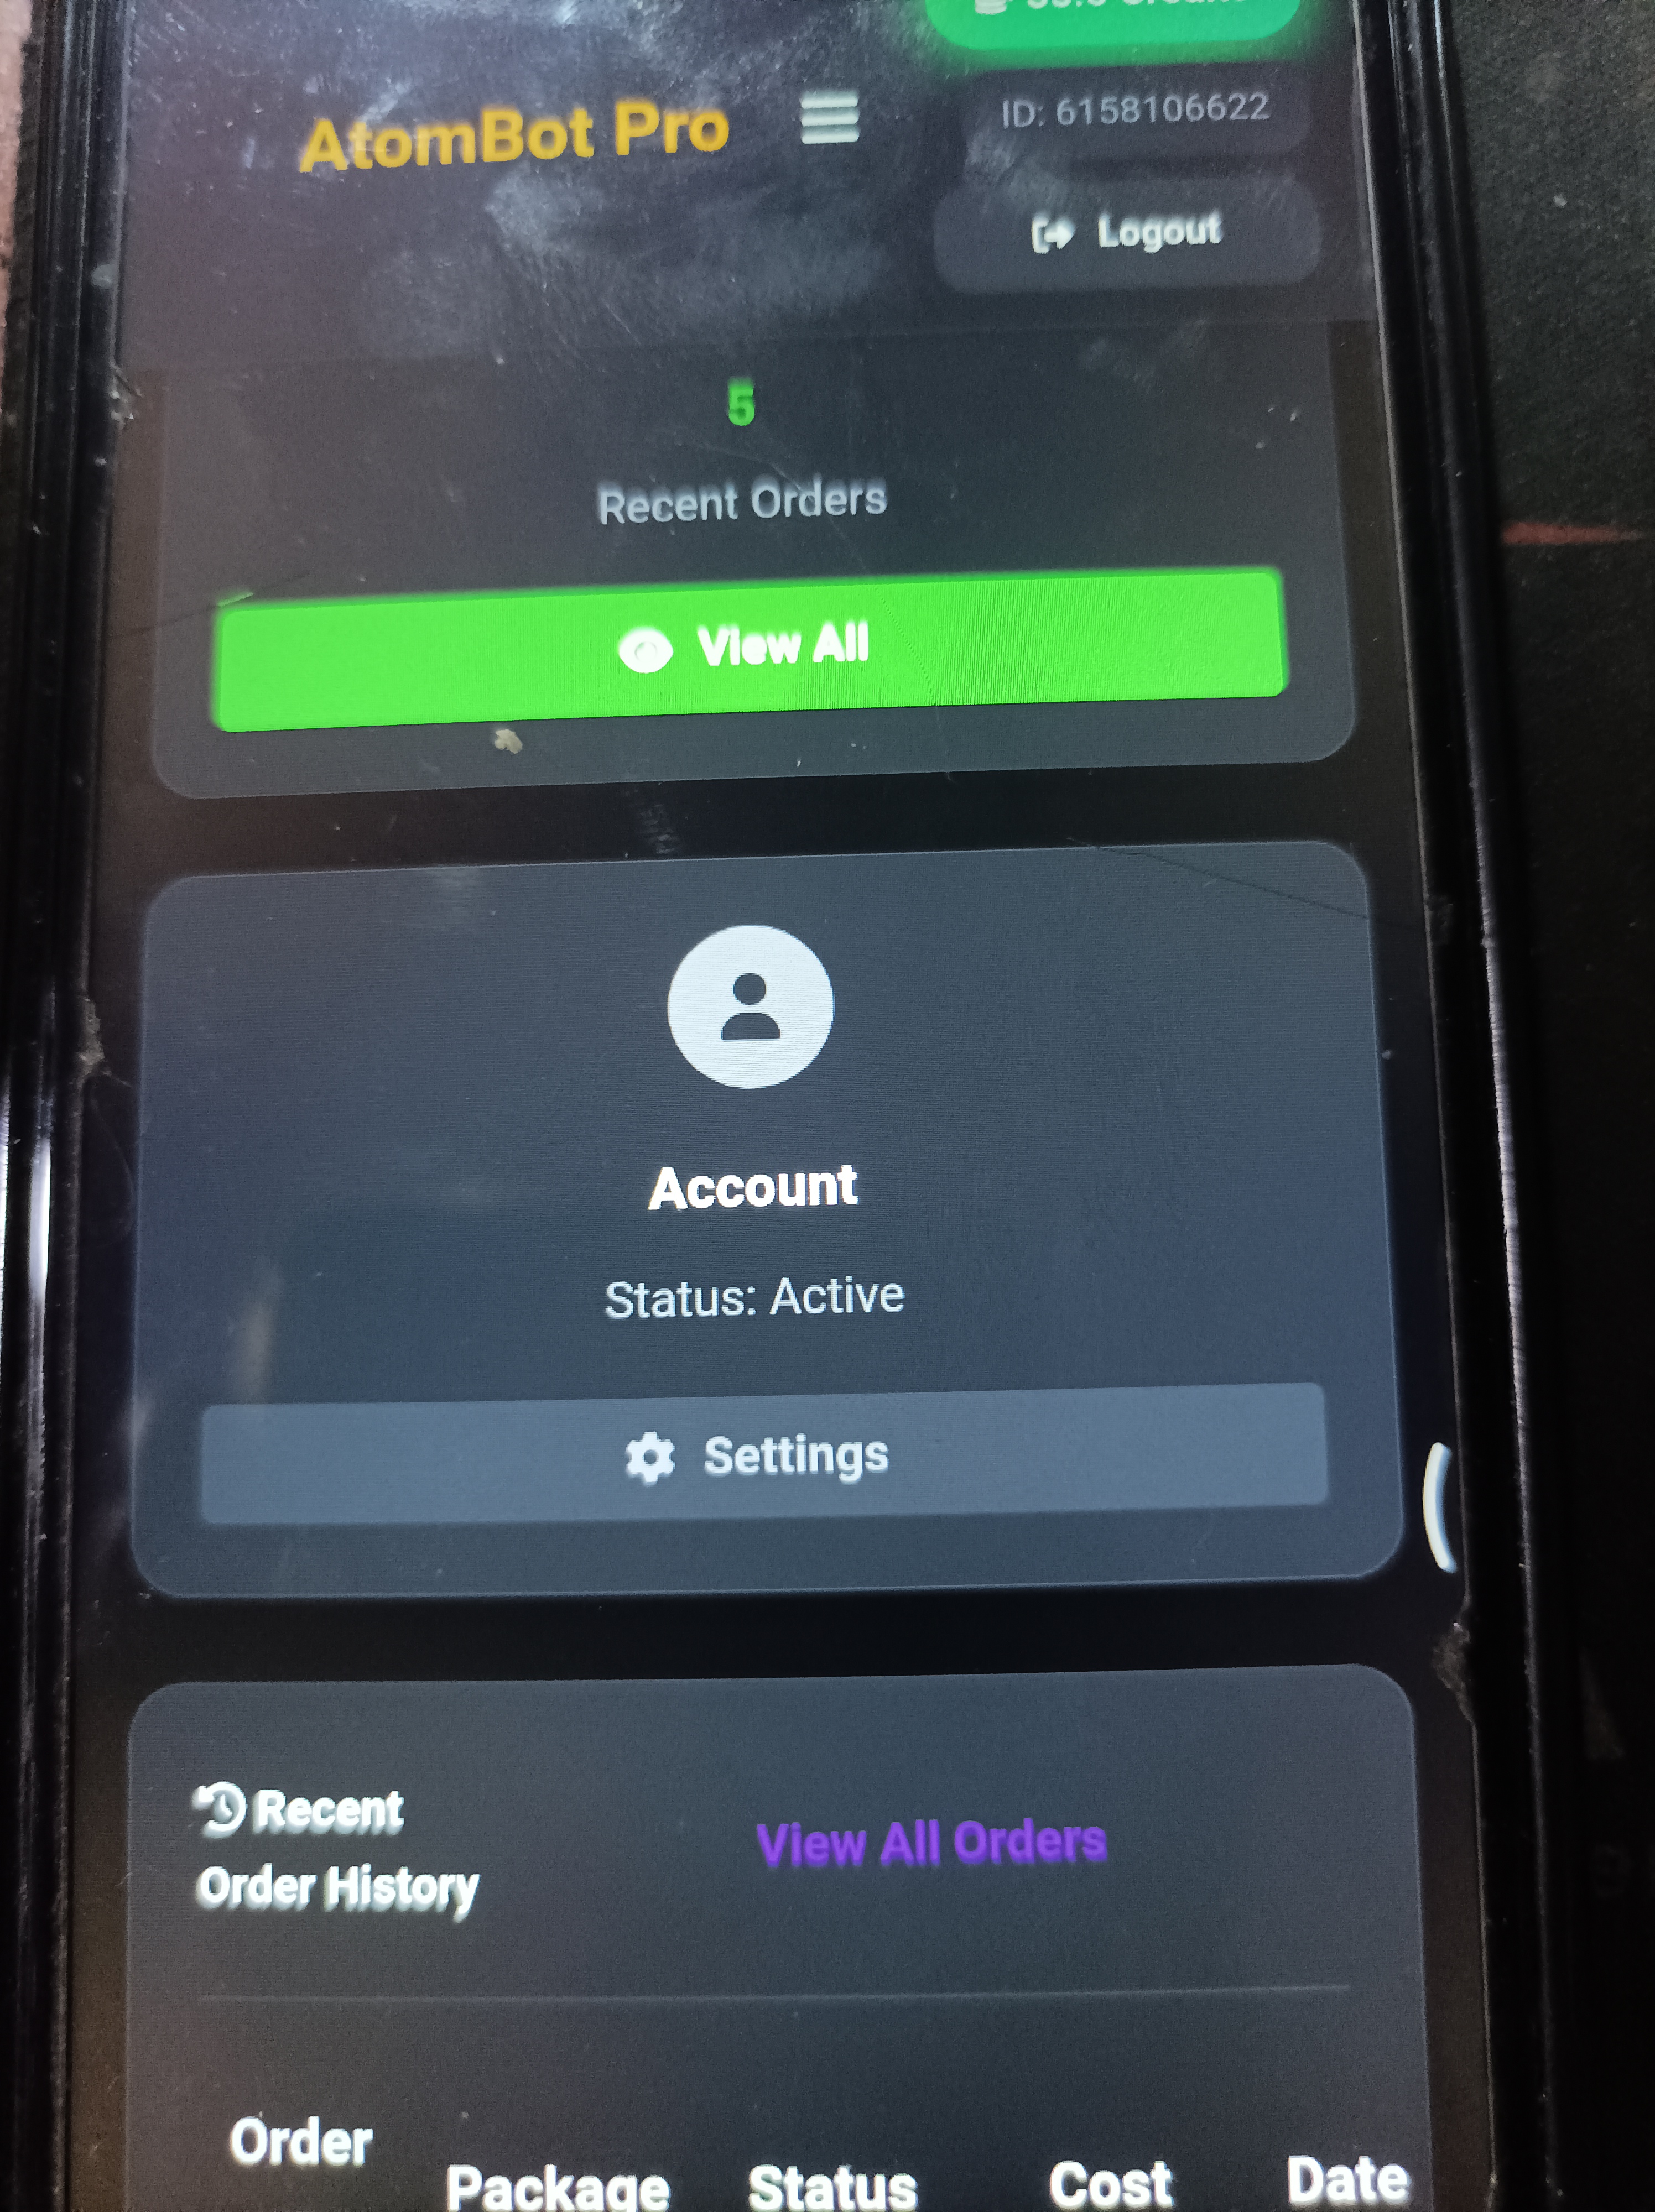 AtomBot Pro
ID: 6158106622
Logout
5
Recent Orders
View All
Account
Status: Active
Settings
Recent
Order History
View All Orders
Order
Package
Status
Cost
Date